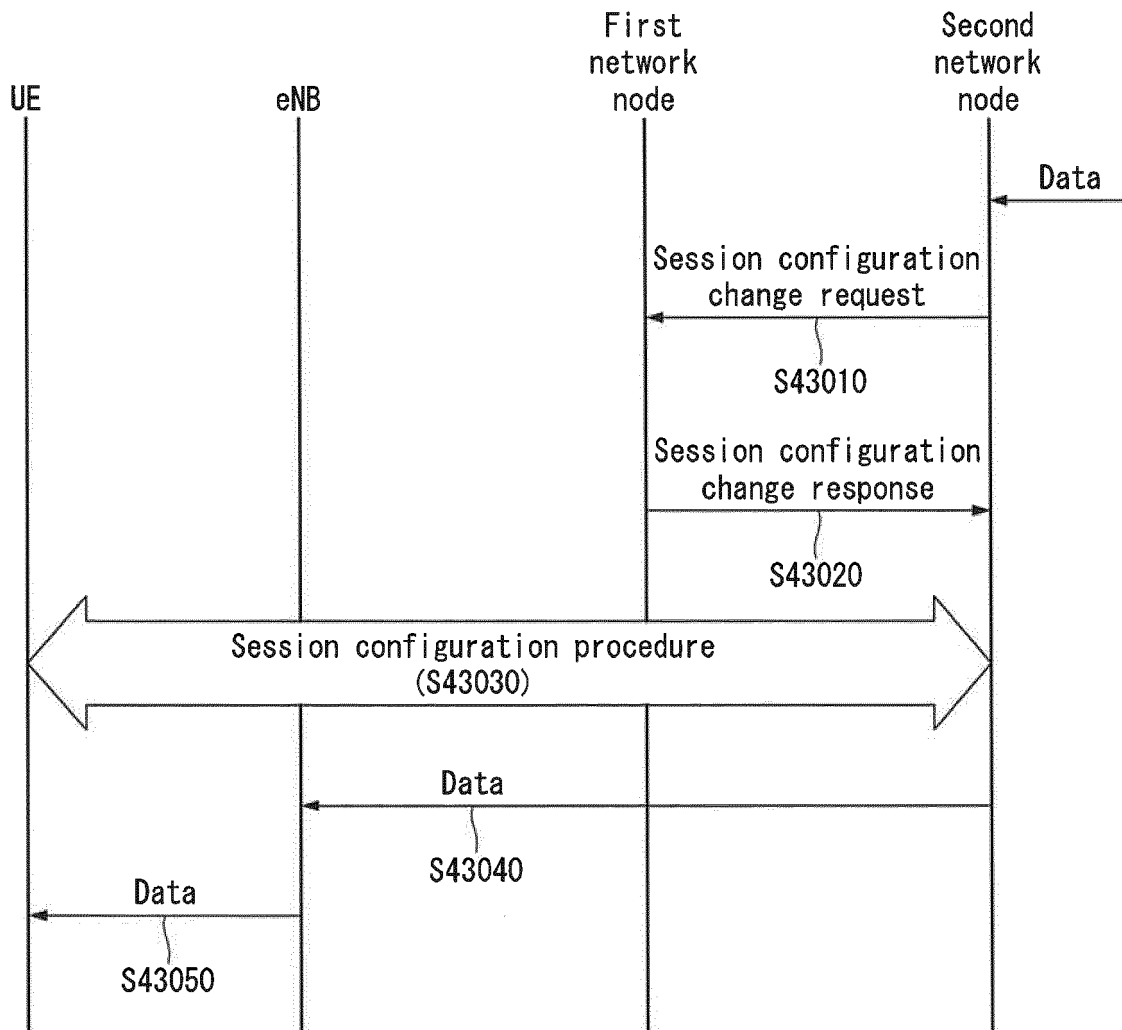 First
network
node
Second
network
node
UE
eNB
Data
Session configuration
change request
S43010
Session configuration
change response
S43020
Session configuration procedure
(S43030)
Data
S43040
Data
S43050